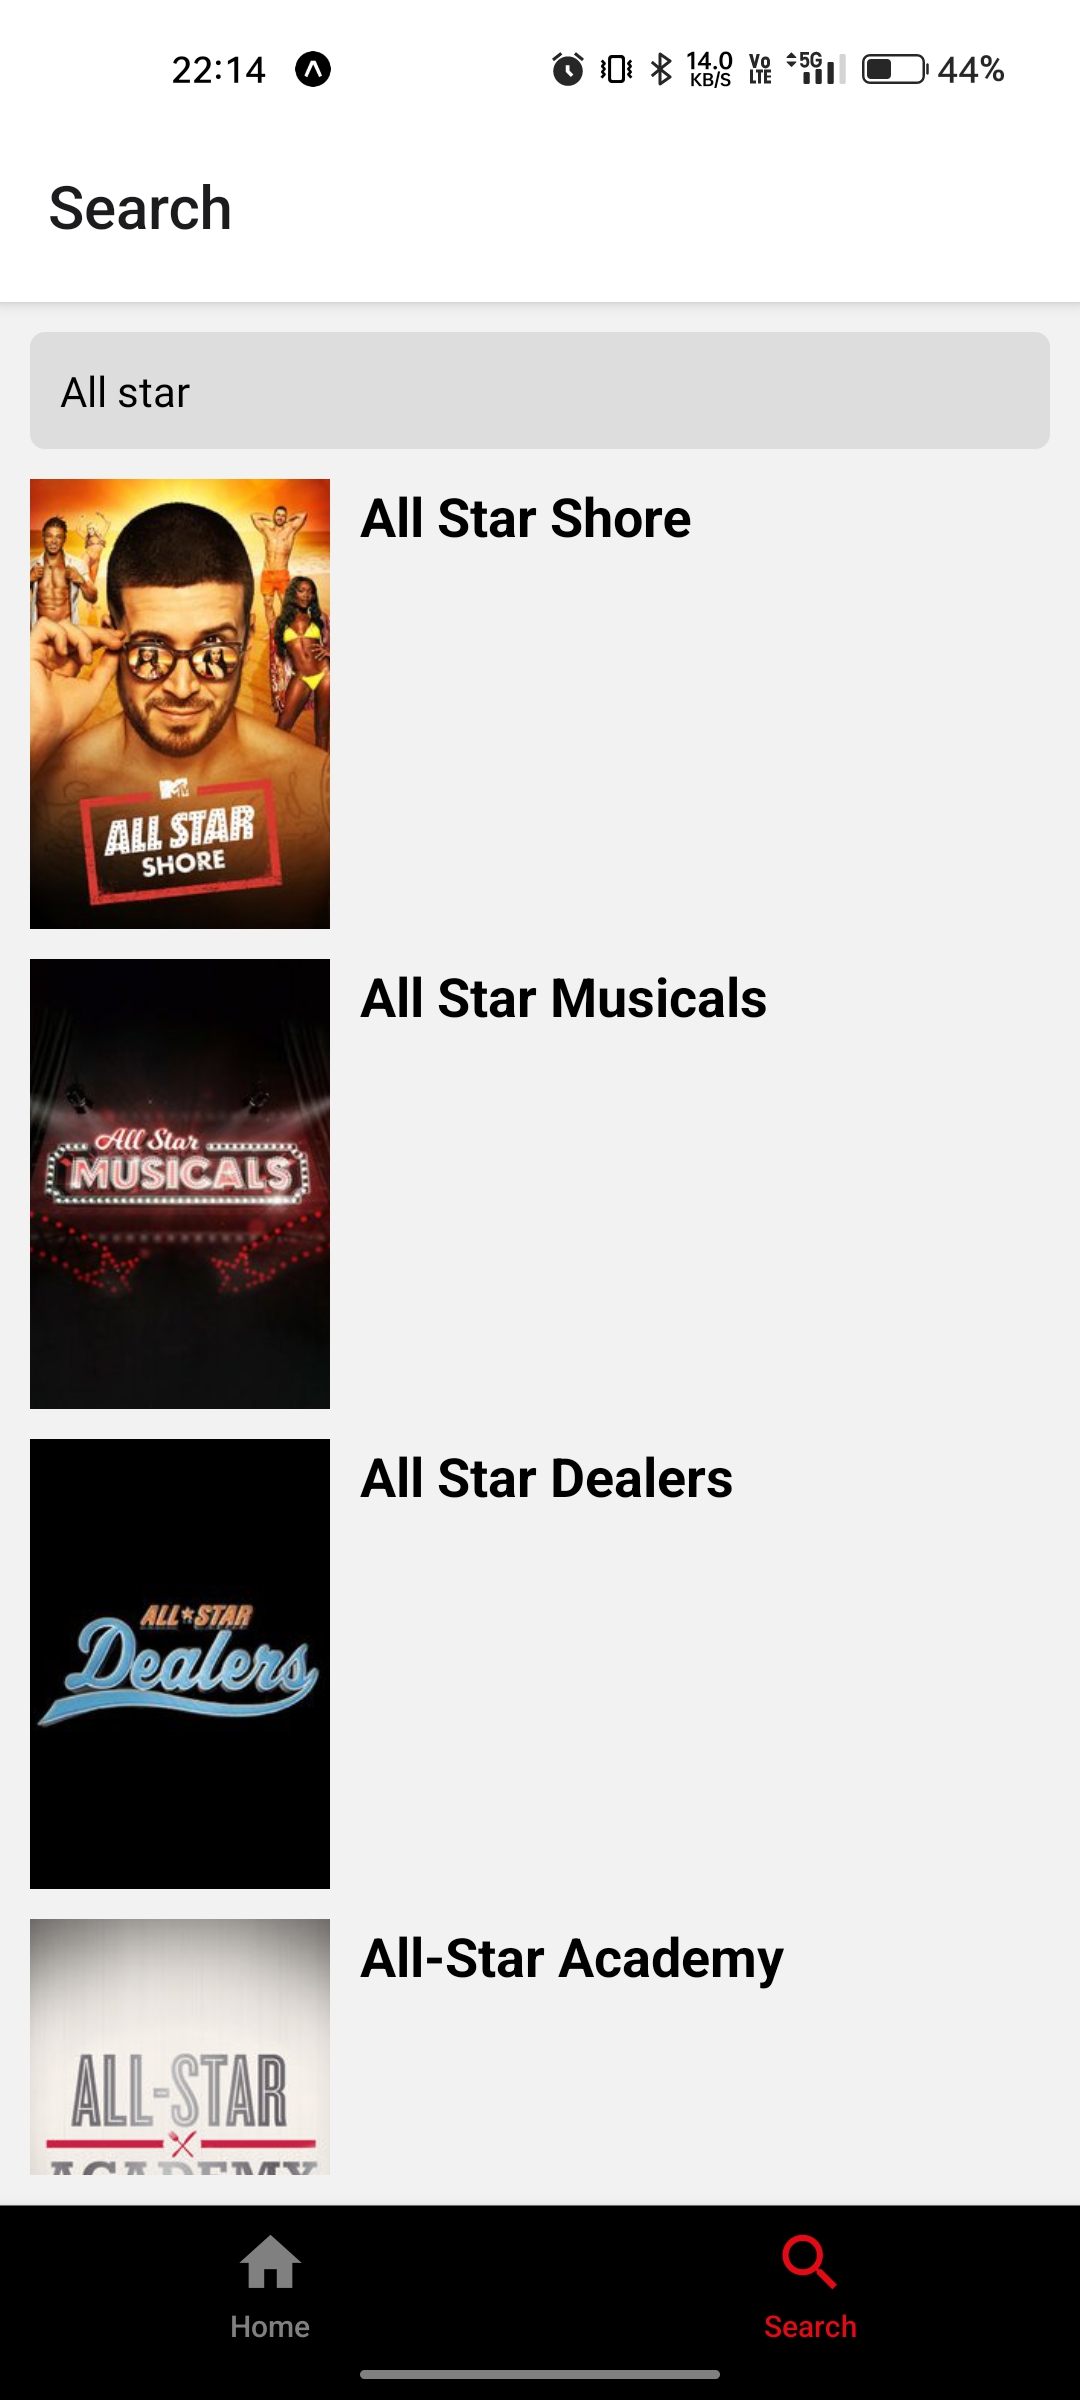 22:14
14.0
KB/S
Vo
LTE
5G
44%
Search
All star
All Star Shore
MTV
ALL STAR
SHORE
All Star Musicals
All Star
MUSICALS
All Star Dealers
ALL★STAR
Dealers
All-Star Academy
ALL-STAR
ACADEMY
Home
Search